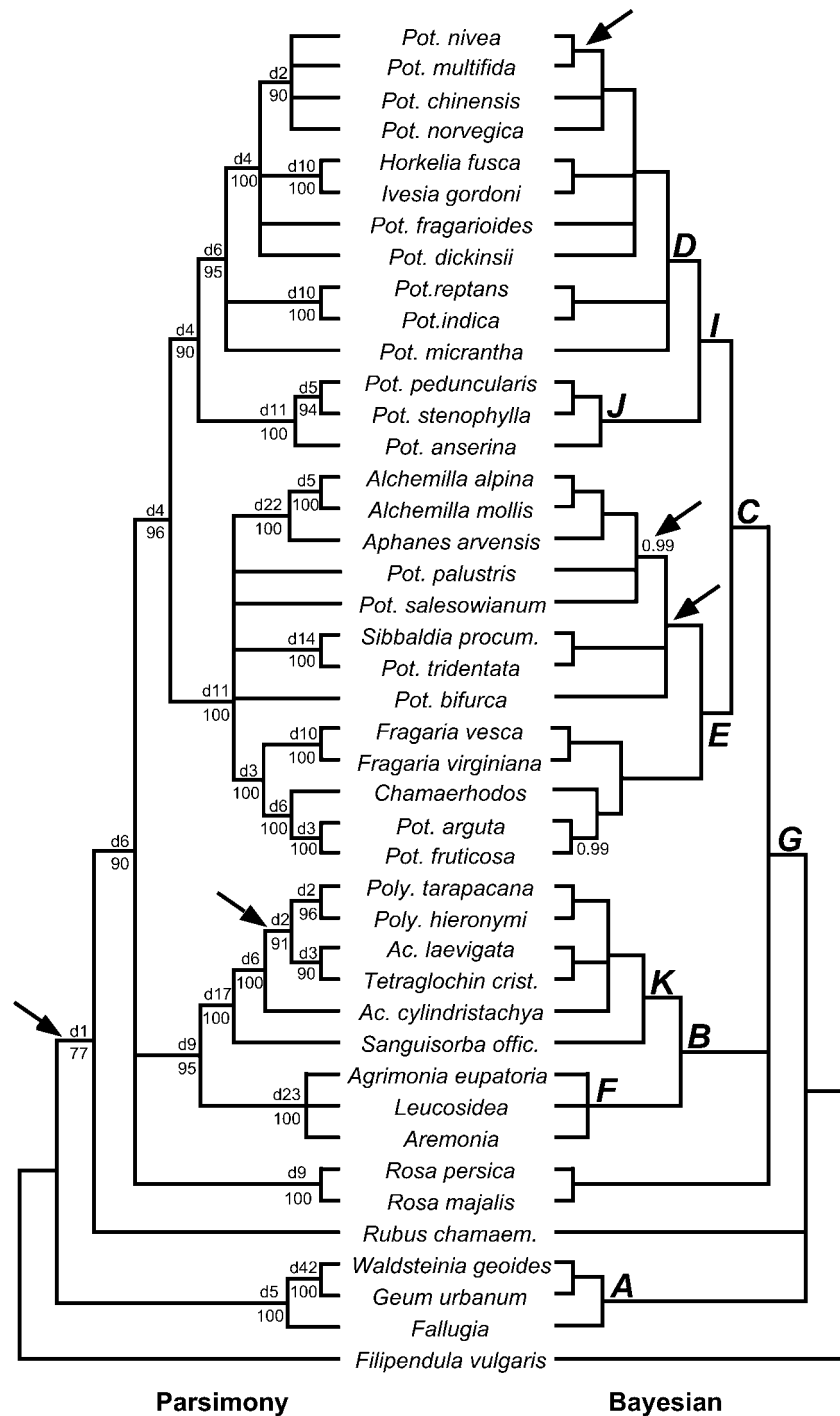 Pot. nivea
Pot. multifida
d2
90
Pot. chinensis
Pot. norvegica
d4
100
d10
100
Horkelia fusca
Ivesia gordoni
Pot. fragarioides
D
d6
95
Pot. dickinsii
d10
100
Pot.reptans
Pot.indica
I
d4
90
Pot. micrantha
d5
94
Pot. peduncularis
J
d11
100
Pot. stenophylla
Pot. anserina
d5
100
Alchemilla alpina
d22
100
Alchemilla mollis
C
d4
96
Aphanes arvensis
0.99
Pot. palustris
Pot. salesowianum
d14
100
Sibbaldia procum.
Pot. tridentata
d11
100
Pot. bifurca
E
d10
100
Fragaria vesca
Fragaria virginiana
d3
100
Chamaerhodos
d6
100
d3
100
Pot. arguta
G
d6
90
Pot. fruticosa
0.99
d2
96
Poly. tarapacana
Poly. hieronymi
d2
91
d3
90
Ac. laevigata
Tetraglochin crist.
K
d6
100
Ac. cylindristachya
d17
100
Sanguisorba offic.
B
d1
77
d9
95
Agrimonia eupatoria
F
d23
100
Leucosidea
Aremonia
d9
100
Rosa persica
Rosa majalis
Rubus chamaem.
d42
100
Waldsteinia geoides
A
d5
100
Geum urbanum
Fallugia
Filipendula vulgaris
Parsimony
Bayesian